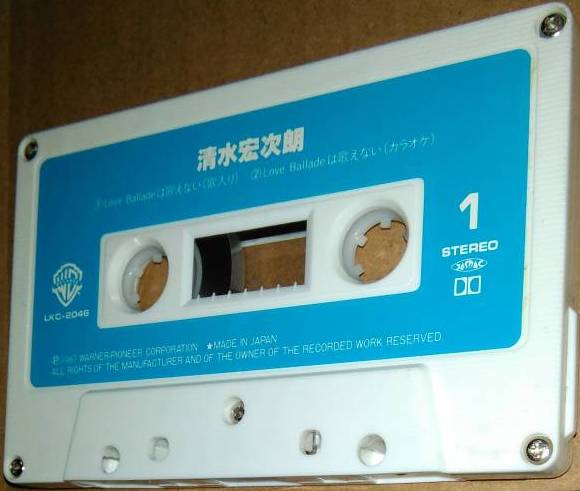 清水宏次朗
①Love Balladeは歌えない(歌入り) ②Love Balladeは歌えない(カラオケ)
1
STEREO
JASRAC
LKC-2046
℗1987 WARNER-PIONEER CORPORATION ★MADE IN JAPAN
ALL RIGHTS OF THE MANUFACTURER AND OF THE OWNER OF THE RECORDED WORK RESERVED.